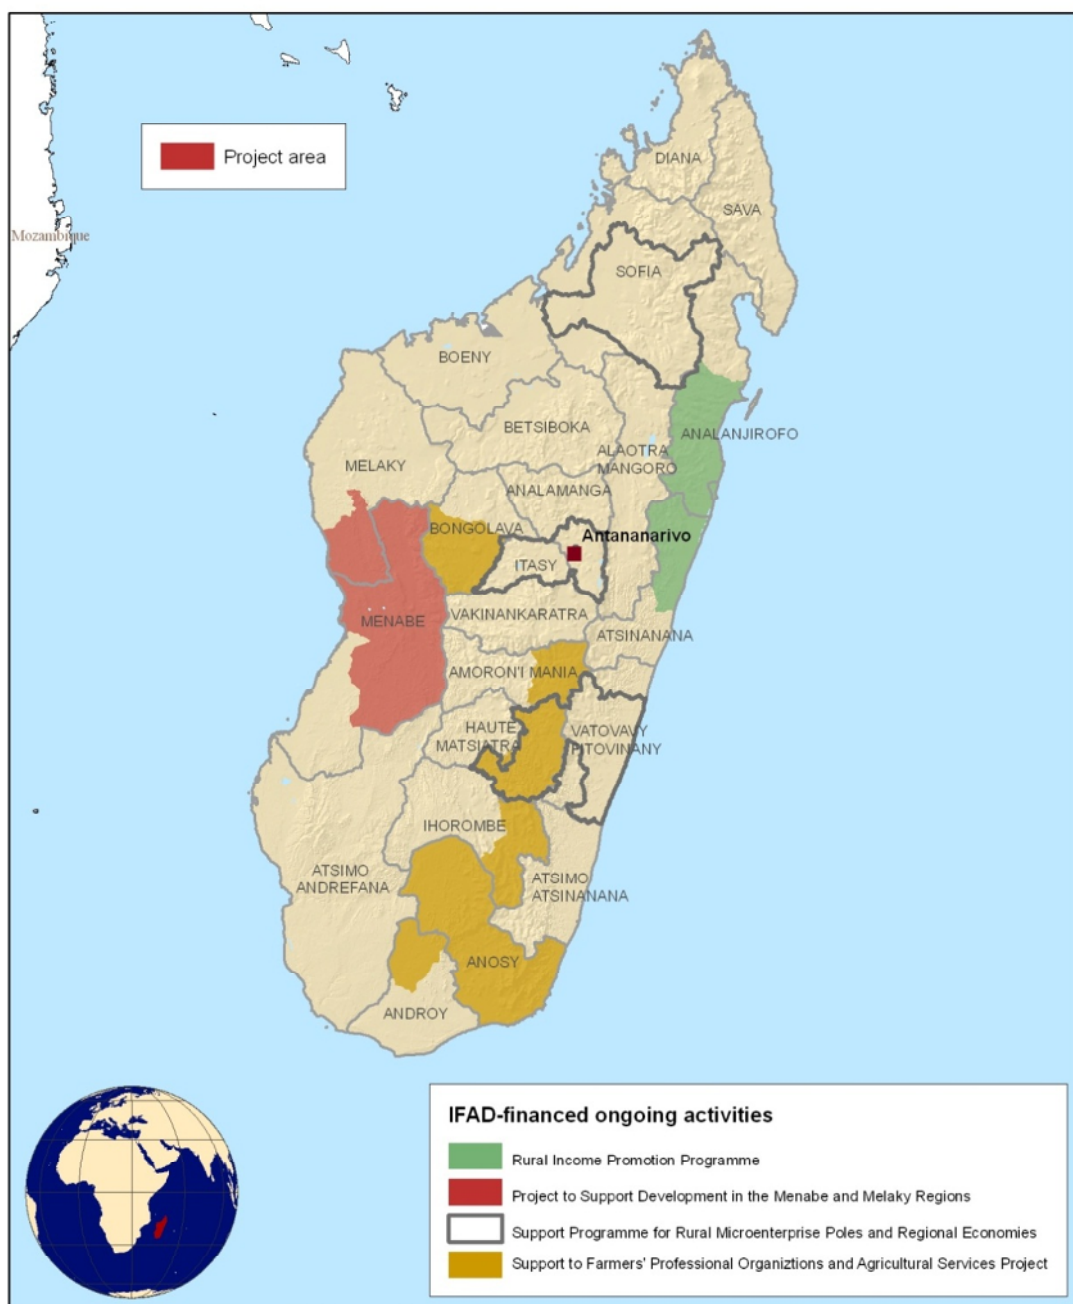 Project area
Mozambique
DIANA
SAVA
SOFIA
BOENY
BETSIBOKA
ANALANJIROFO
ALAOTRA
MANGORO
MELAKY
ANALAMANGA
BONGOLAVA
Antananarivo
ITASY
MENABE
VAKINANKARATRA
ATSINANANA
AMORON'I MANIA
HAUTE
MATSIATRA
VATOVAVY
FITOVINANY
IHOROMBE
ATSIMO
ANDREFANA
ATSIMO
ATSINANANA
ANOSY
ANDROY
IFAD-financed ongoing activities
Rural Income Promotion Programme
Project to Support Development in the Menabe and Melaky Regions
Support Programme for Rural Microenterprise Poles and Regional Economies
Support to Farmers' Professional Organiztions and Agricultural Services Project